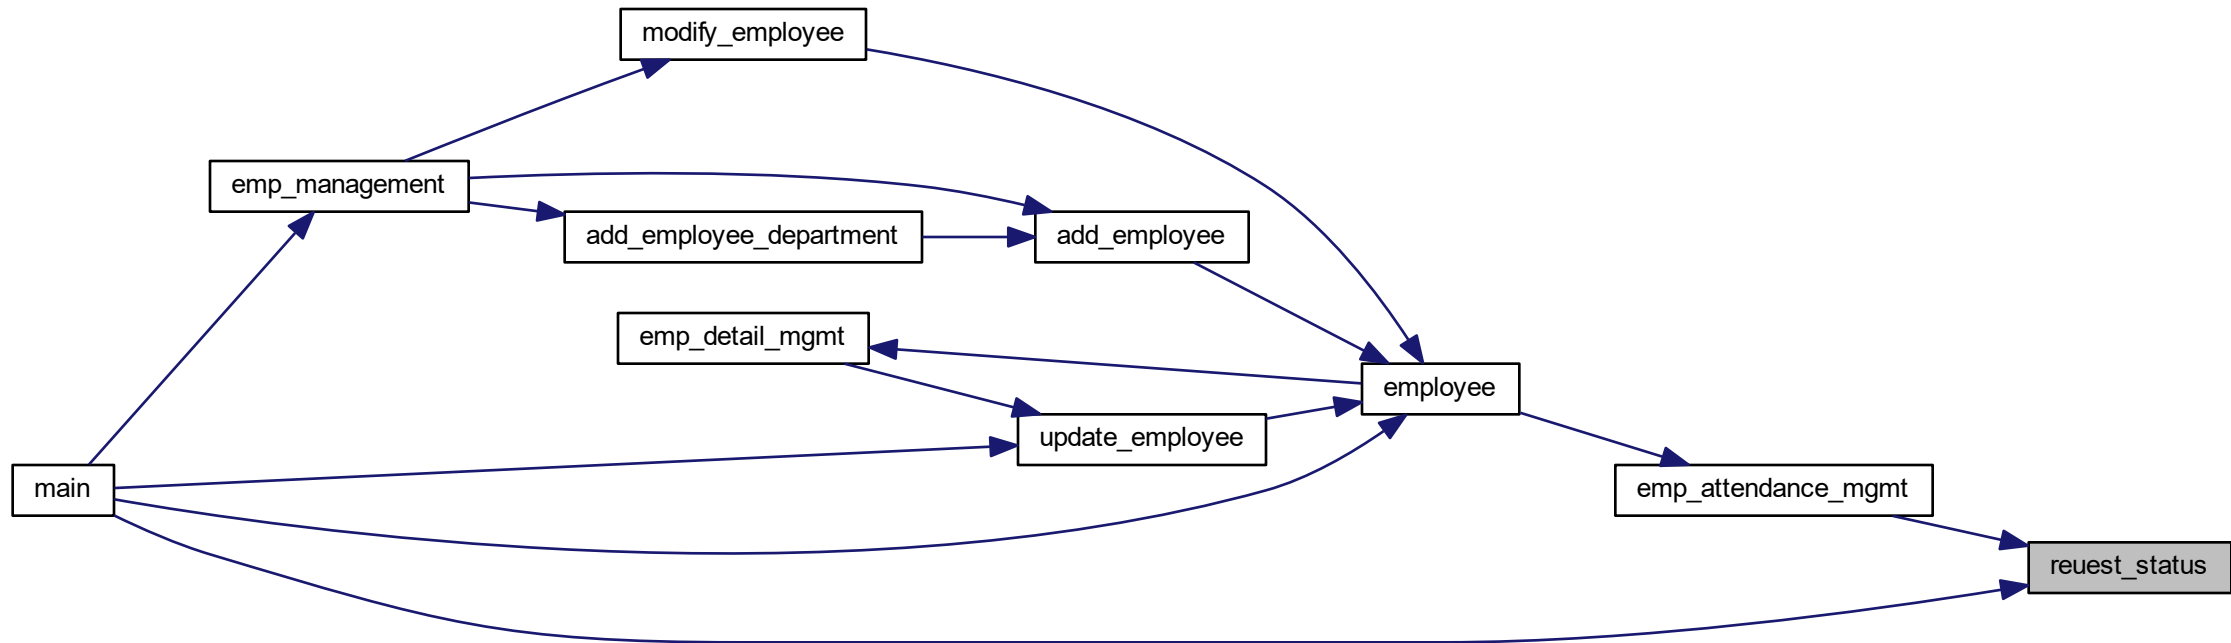 modify_employee
emp_management
add_employee_department
add_employee
emp_detail_mgmt
employee
update_employee
main
emp_attendance_mgmt
reuest_status